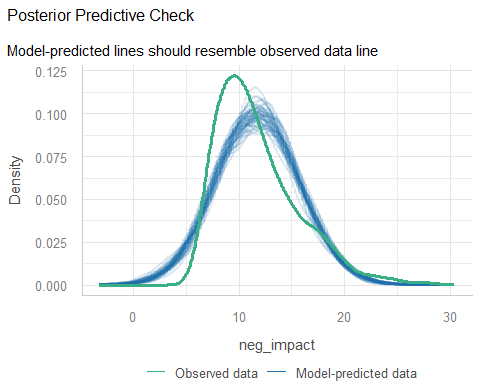 Posterior Predictive Check
Model-predicted lines should resemble observed data line
0.125
0.100
0.075
0.050
0.025
0.000
Density
0 10 20 30
neg_impact
Observed data Model-predicted data